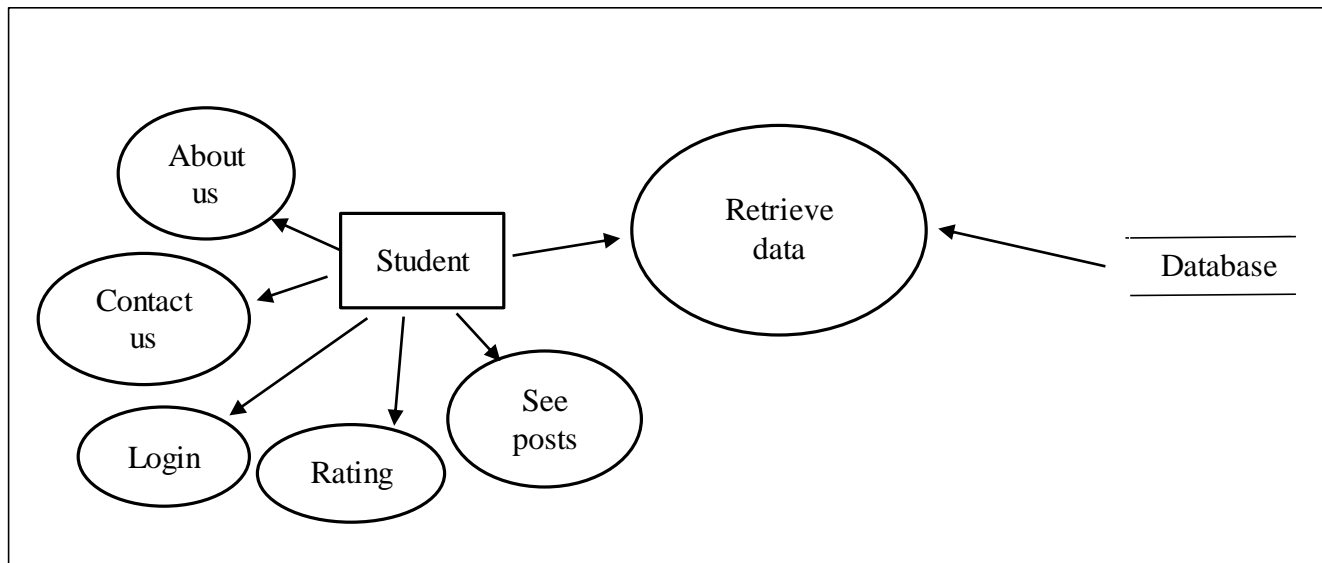 About
us
Student
Retrieve
data
Database
Contact
us
See
posts
Login
Rating